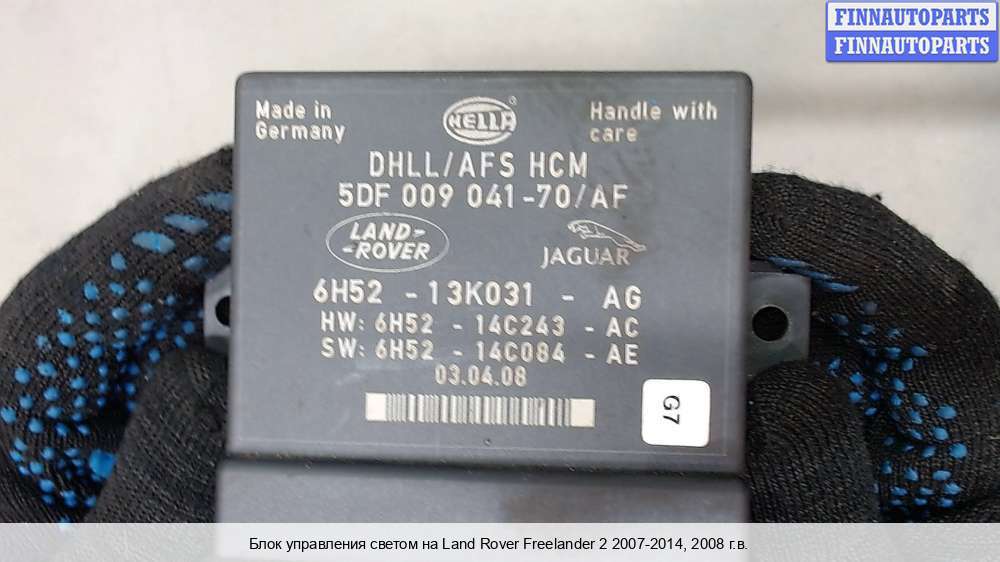 FINNAUTOPARTS
FINNAUTOPARTS
Made in
Germany
HELLA
®
Handle with
care
DHLL/AFS HCM
5DF 009 041-70/AF
LAND-
-ROVER
JAGUAR
6H52 - 13K031 - AG
HW: 6H52 - 14C243 - AC
SW: 6H52 - 14C084 - AE
03.04.08
G7
Блок управления светом на Land Rover Freelander 2 2007-2014, 2008 г.в.